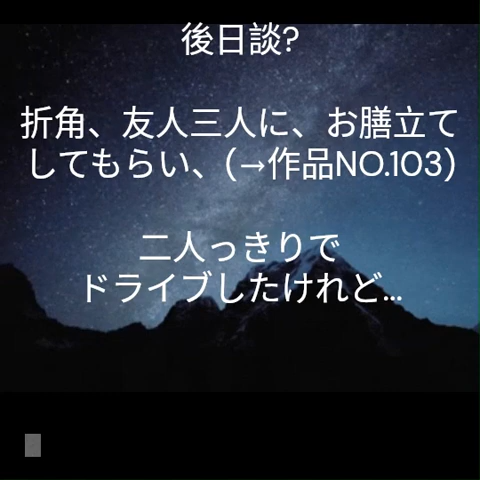 後日談?
折角、友人三人に、お膳立て
してもらい、(→作品NO.103)
二人っきりで
ドライブしたけれど…